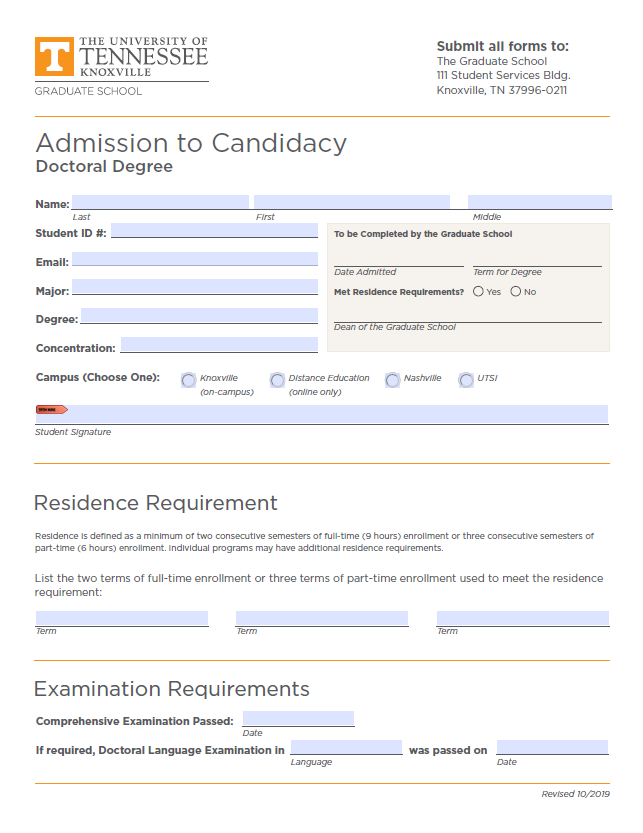 THE UNIVERSITY OF
TENNESSEE
KNOXVILLE
GRADUATE SCHOOL
Submit all forms to:
The Graduate School
111 Student Services Bldg.
Knoxville, TN 37996-0211
Admission to Candidacy
Doctoral Degree
Name:
Last First Middle
Student ID #:
Email:
Major:
Degree:
Concentration:
To be Completed by the Graduate School
Date Admitted Term for Degree
Met Residence Requirements? Yes No
Dean of the Graduate School
Campus (Choose One): Knoxville Distance Education Nashville UTSI
(on-campus) (online only)
Student Signature
Residence Requirement
Residence is defined as a minimum of two consecutive semesters of full-time (9 hours) enrollment or three consecutive semesters of
part-time (6 hours) enrollment. Individual programs may have additional residence requirements.
List the two terms of full-time enrollment or three terms of part-time enrollment used to meet the residence
requirement:
Term Term Term
Examination Requirements
Comprehensive Examination Passed:
Date
If required, Doctoral Language Examination in was passed on
Language Date
Revised 10/2019